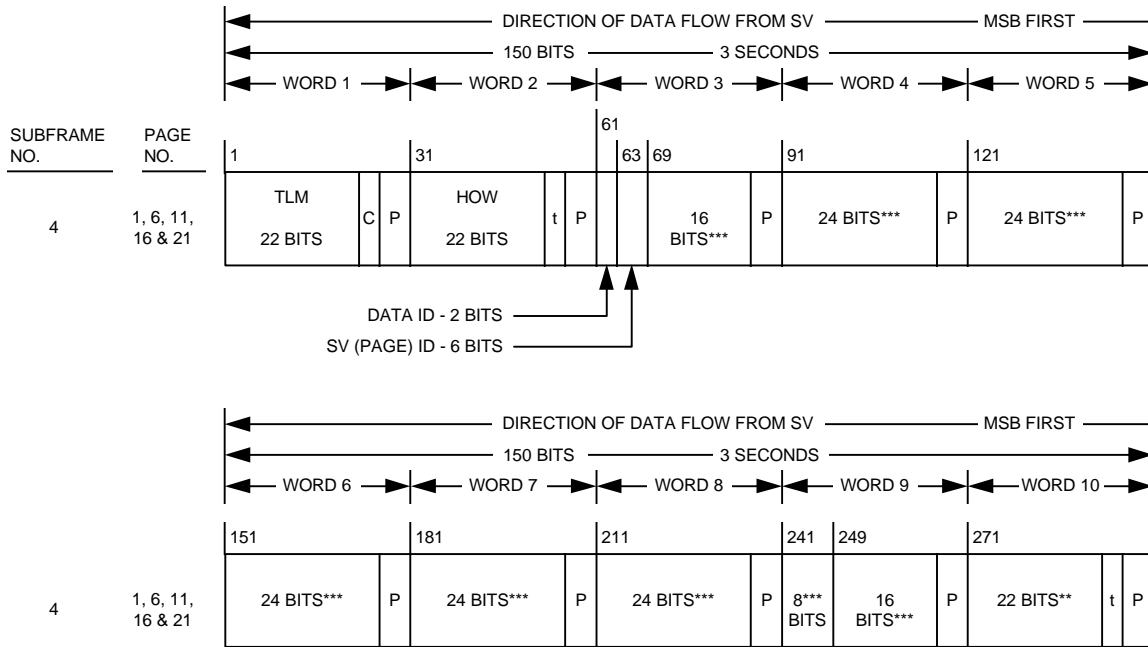 DIRECTION OF DATA FLOW FROM SV MSB FIRST
150 BITS 3 SECONDS
WORD 1 WORD 2 WORD 3 WORD 4 WORD 5
SUBFRAME NO.
PAGE NO.
1 31 61 63 69 91 121
4
1, 6, 11,
16 & 21
TLM
22 BITS
C
P
HOW
22 BITS
t
P
16
BITS***
P
24 BITS***
P
24 BITS***
P
DATA ID - 2 BITS
SV (PAGE) ID - 6 BITS
DIRECTION OF DATA FLOW FROM SV MSB FIRST
150 BITS 3 SECONDS
WORD 6 WORD 7 WORD 8 WORD 9 WORD 10
151 181 211 241 249 271
4
1, 6, 11,
16 & 21
24 BITS***
P
24 BITS***
P
24 BITS***
P
8***
BITS
16
BITS***
P
22 BITS**
t
P